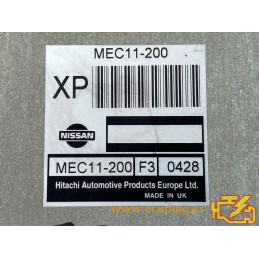 MEC11-200
XP
NISSAN
MEC11-200 F3 0428
Hitachi Automotive Products Europe Ltd.
MADE IN UK